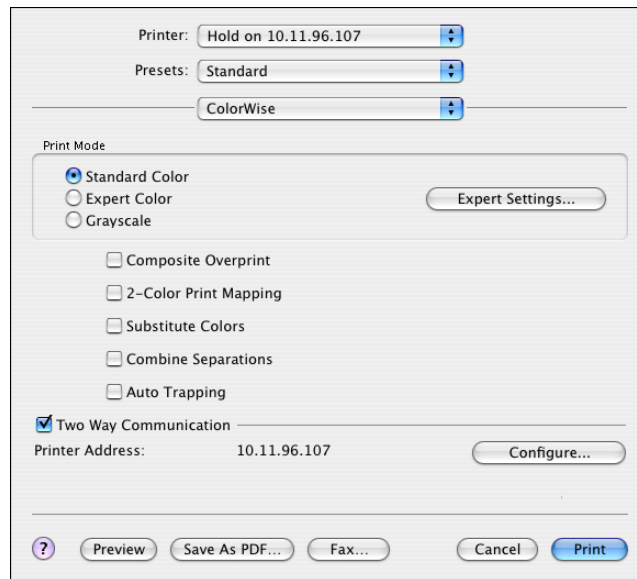 Printer: Hold on 10.11.96.107
Presets: Standard
ColorWise
Print Mode
Standard Color
Expert Color
Expert Settings...
Grayscale
Composite Overprint
2-Color Print Mapping
Substitute Colors
Combine Separations
Auto Trapping
Two Way Communication
Printer Address: 10.11.96.107 Configure...
? Preview Save As PDF... Fax... Cancel Print